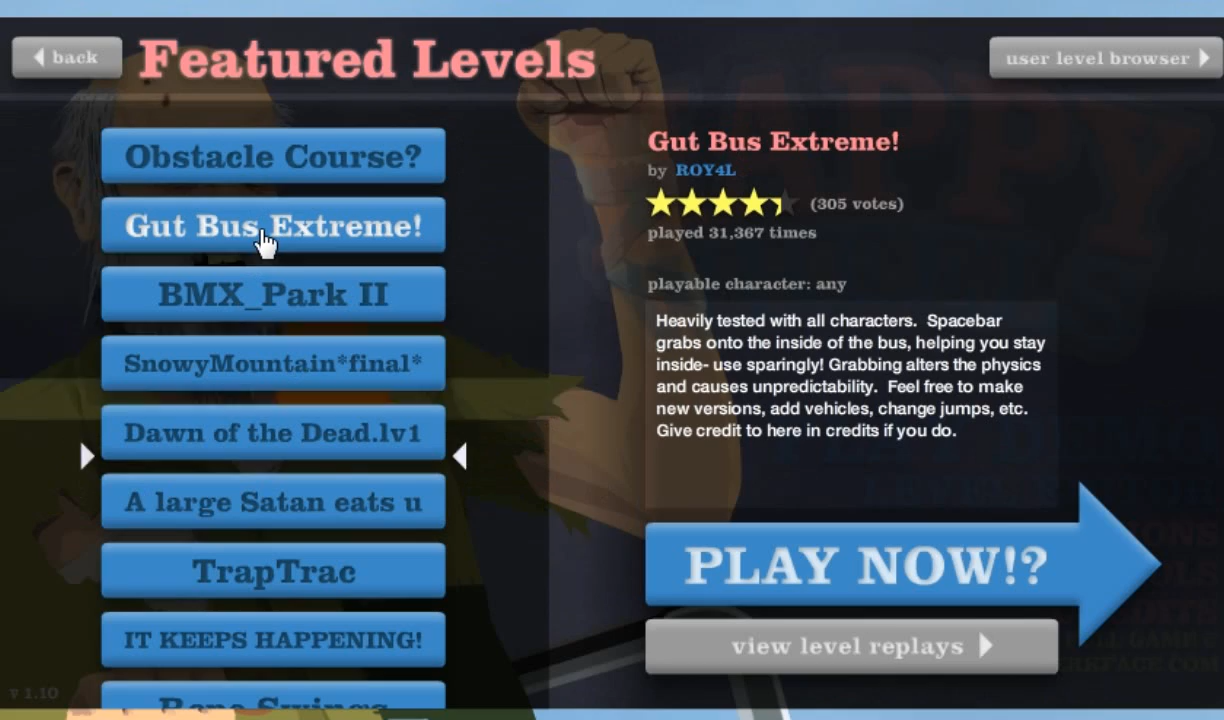 back
Featured Levels
user level browser
Obstacle Course?
Gut Bus Extreme!
BMX_Park II
SnowyMountain*final*
Dawn of the Dead.lv1
A large Satan eats u
TrapTrac
IT KEEPS HAPPENING!
Rope Swings
v 1.10
Gut Bus Extreme!
by ROY4L
(305 votes)
played 31,367 times
playable character: any
Heavily tested with all characters.  Spacebar
grabs onto the inside of the bus, helping you stay
inside- use sparingly! Grabbing alters the physics
and causes unpredictability.  Feel free to make
new versions, add vehicles, change jumps, etc.
Give credit to here in credits if you do.
PLAY NOW!?
view level replays